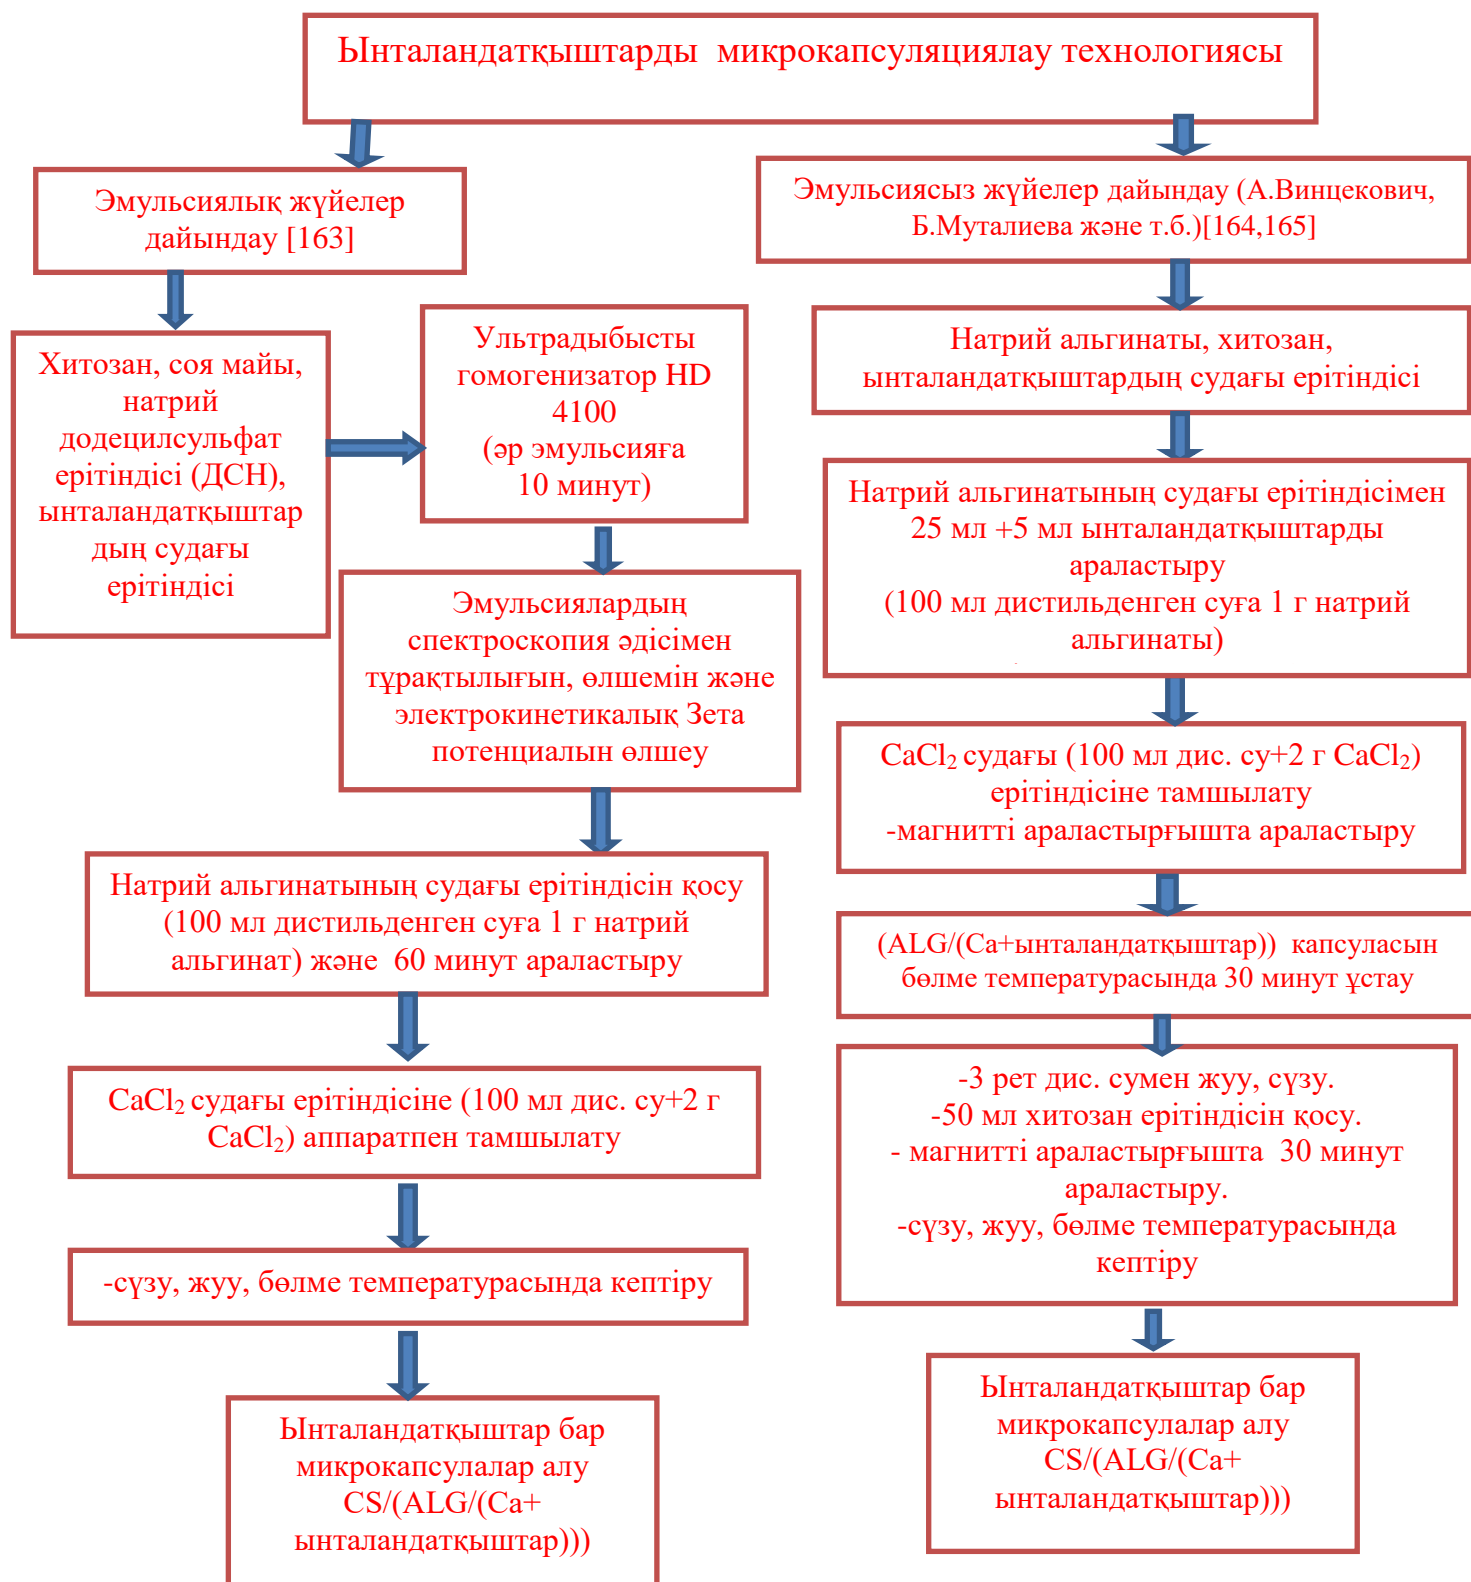 Ынталандатқыштарды микрокапсуляциялау технологиясы
Эмульсиялық жүйелер
дайындау [163]
Хитозан, соя майы,
натрий
додецилсульфат
ерітіндісі (ДСН),
ынталандатқыштар
дың судағы
ерітіндісі
Ультрадыбысты
гомогенизатор HD
4100
(әр эмульсияға
10 минут)
Эмульсиялардың
спектроскопия әдісімен
тұрақтылығын, өлшемін және
электрокинетикалық Зета
потенциалын өлшеу
Натрий альгинатының судағы ерітіндісін қосу
(100 мл дистильденген суға 1 г натрий
альгинат) және 60 минут араластыру
CaCl₂ судағы ерітіндісіне (100 мл дис. су+2 г
CaCl₂) аппаратпен тамшылату
-сүзу, жуу, бөлме температурасында кептіру
Ынталандатқыштар бар
микрокапсулалар алу
CS/(ALG/(Ca+
ынталандатқыштар)))
Эмульсиясыз жүйелер дайындау (А.Винцекович,
Б.Муталиева және т.б.)[164,165]
Натрий альгинаты, хитозан,
ынталандатқыштардың судағы ерітіндісі
Натрий альгинатының судағы ерітіндісімен
25 мл +5 мл ынталандатқыштарды
араластыру
(100 мл дистильденген суға 1 г натрий
альгинаты)
CaCl₂ судағы (100 мл дис. су+2 г CaCl₂)
ерітіндісіне тамшылату
-магнитті араластырғышта араластыру
(ALG/(Ca+ынталандатқыштар)) капсуласын
бөлме температурасында 30 минут ұстау
-3 рет дис. сумен жуу, сүзу.
-50 мл хитозан ерітіндісін қосу.
- магнитті араластырғышта 30 минут
араластыру.
-сүзу, жуу, бөлме температурасында
кептіру
Ынталандатқыштар бар
микрокапсулалар алу
CS/(ALG/(Ca+
ынталандатқыштар)))